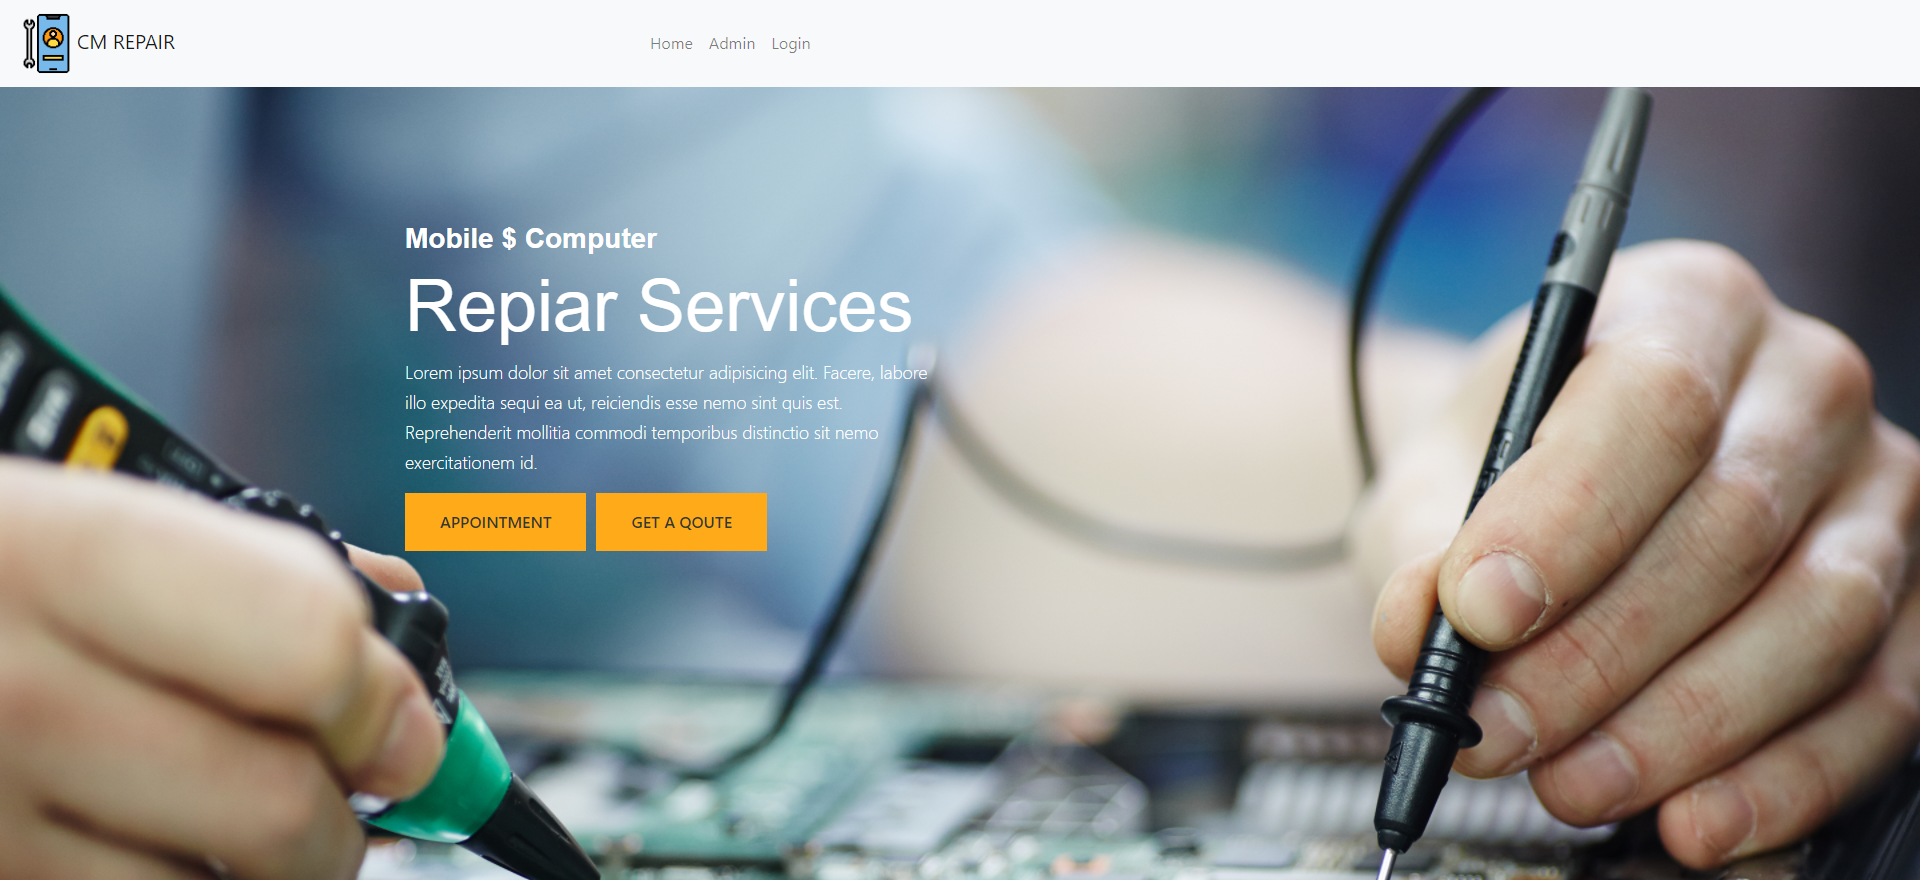 CM REPAIR
Home Admin Login
Mobile $ Computer
Repiar Services
Lorem ipsum dolor sit amet consectetur adipisicing elit. Facere, labore
illo expedita sequi ea ut, reiciendis esse nemo sint quis est.
Reprehenderit mollitia commodi temporibus distinctio sit nemo
exercitationem id.
APPOINTMENT
GET A QOUTE